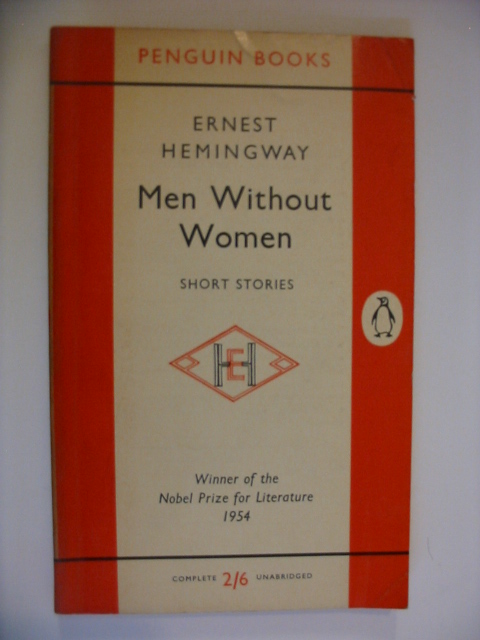 PENGUIN BOOKS
ERNEST
HEMINGWAY
Men Without
Women
SHORT STORIES
HE
Winner of the
Nobel Prize for Literature
1954
COMPLETE 2/6 UNABRIDGED